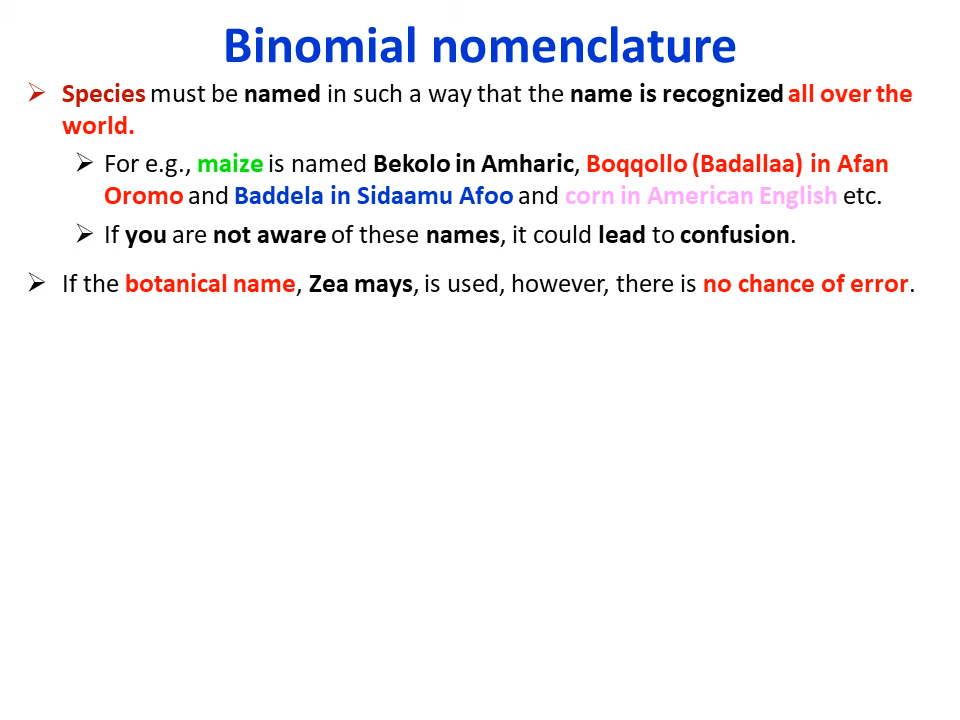 Binomial nomenclature
➢ Species must be named in such a way that the name is recognized all over the
world.
➢ For e.g., maize is named Bekolo in Amharic, Boqqollo (Badallaa) in Afan
Oromo and Baddela in Sidaamu Afoo and corn in American English etc.
➢ If you are not aware of these names, it could lead to confusion.
➢ If the botanical name, Zea mays, is used, however, there is no chance of error.